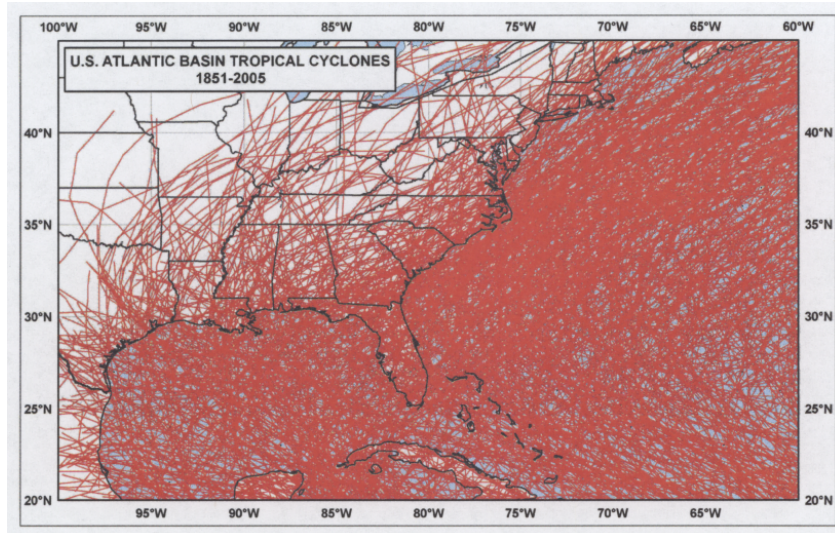 100°W 95°W 90°W 85°W 80°W 75°W 70°W 65°W 60°W
U.S. ATLANTIC BASIN TROPICAL CYCLONES
1851-2005
40°N 40°N
35°N 35°N
30°N 30°N
25°N 25°N
20°N 20°N
95°W 90°W 85°W 80°W 75°W 70°W 65°W